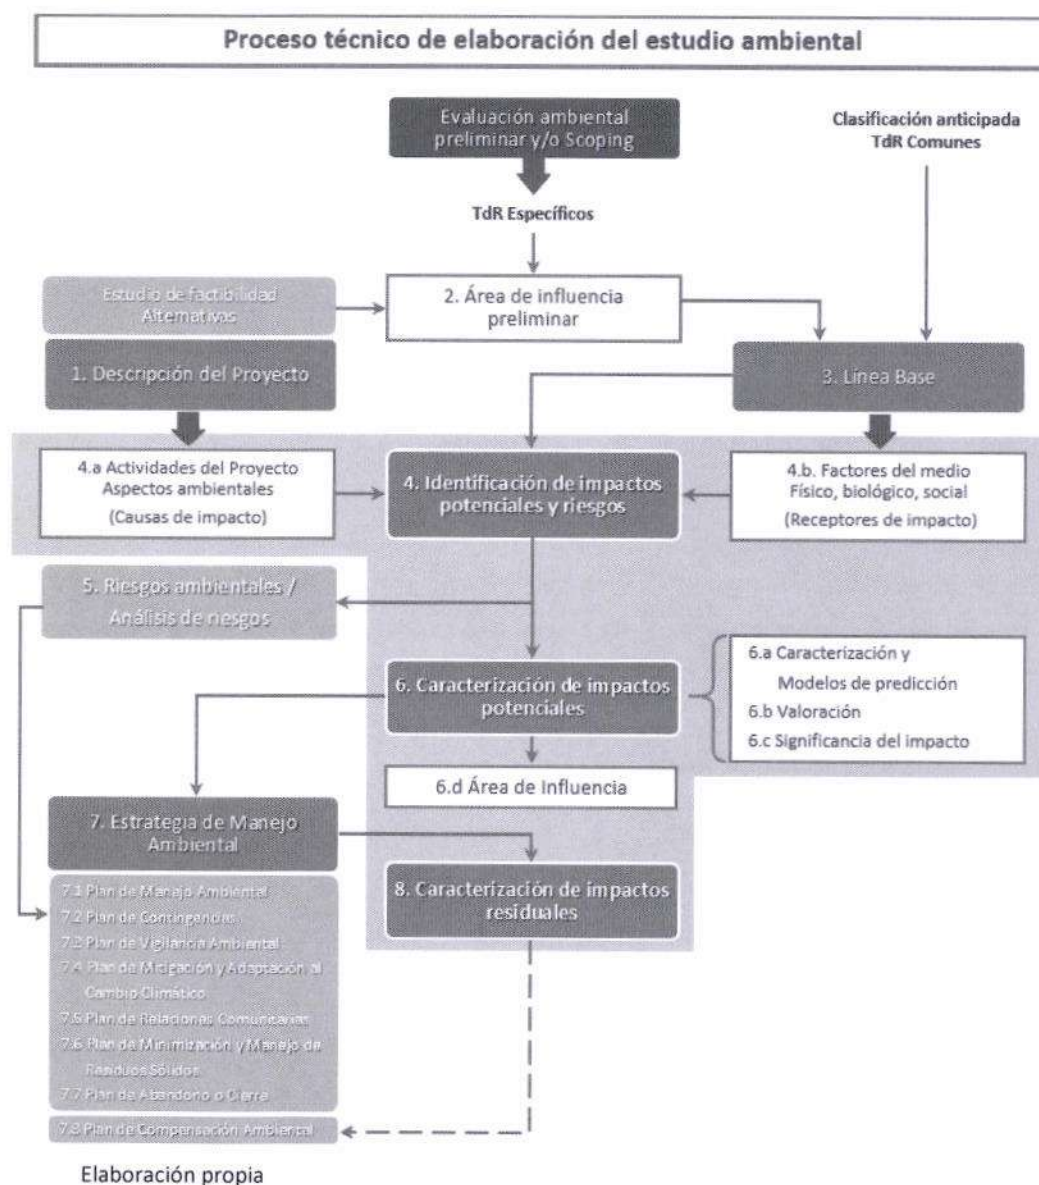 Proceso técnico de elaboración del estudio ambiental
Evaluación ambiental
preliminar y/o Scoping
Clasificación anticipada
TdR Comunes
TdR Específicos
Estudio de factibilidad
Alternativas
2. Área de influencia
preliminar
1. Descripción del Proyecto
3. Línea Base
4.a Actividades del Proyecto
Aspectos ambientales
(Causas de impacto)
4. Identificación de impactos
potenciales y riesgos
4.b. Factores del medio
Físico, biológico, social
(Receptores de impacto)
5. Riesgos ambientales /
Análisis de riesgos
6. Caracterización de impactos
potenciales
6.a Caracterización y
Modelos de predicción
6.b Valoración
6.c Significancia del impacto
6.d Área de Influencia
7. Estrategia de Manejo
Ambiental
8. Caracterización de impactos
residuales
7.1 Plan de Manejo Ambiental
7.2 Plan de Contingencias
7.3 Plan de Vigilancia Ambiental
7.4 Plan de Mitigación y Adaptación al
Cambio Climático
7.5 Plan de Relaciones Comunitarias
7.6 Plan de Minimización y Manejo de
Residuos Sólidos
7.7 Plan de Abandono o Cierre
7.8 Plan de Compensación Ambiental
Elaboración propia